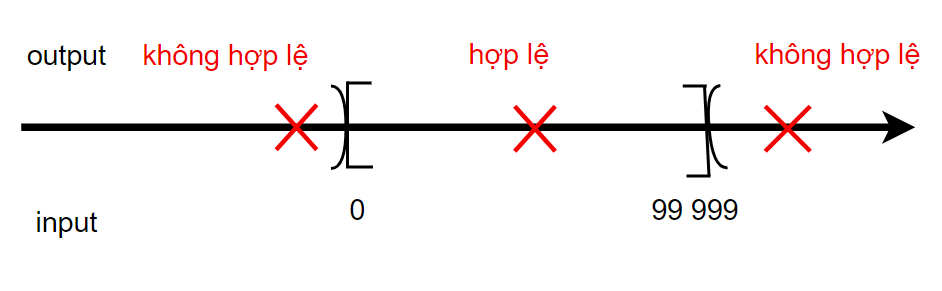 output không hợp lệ hợp lệ không hợp lệ
0 99 999
input